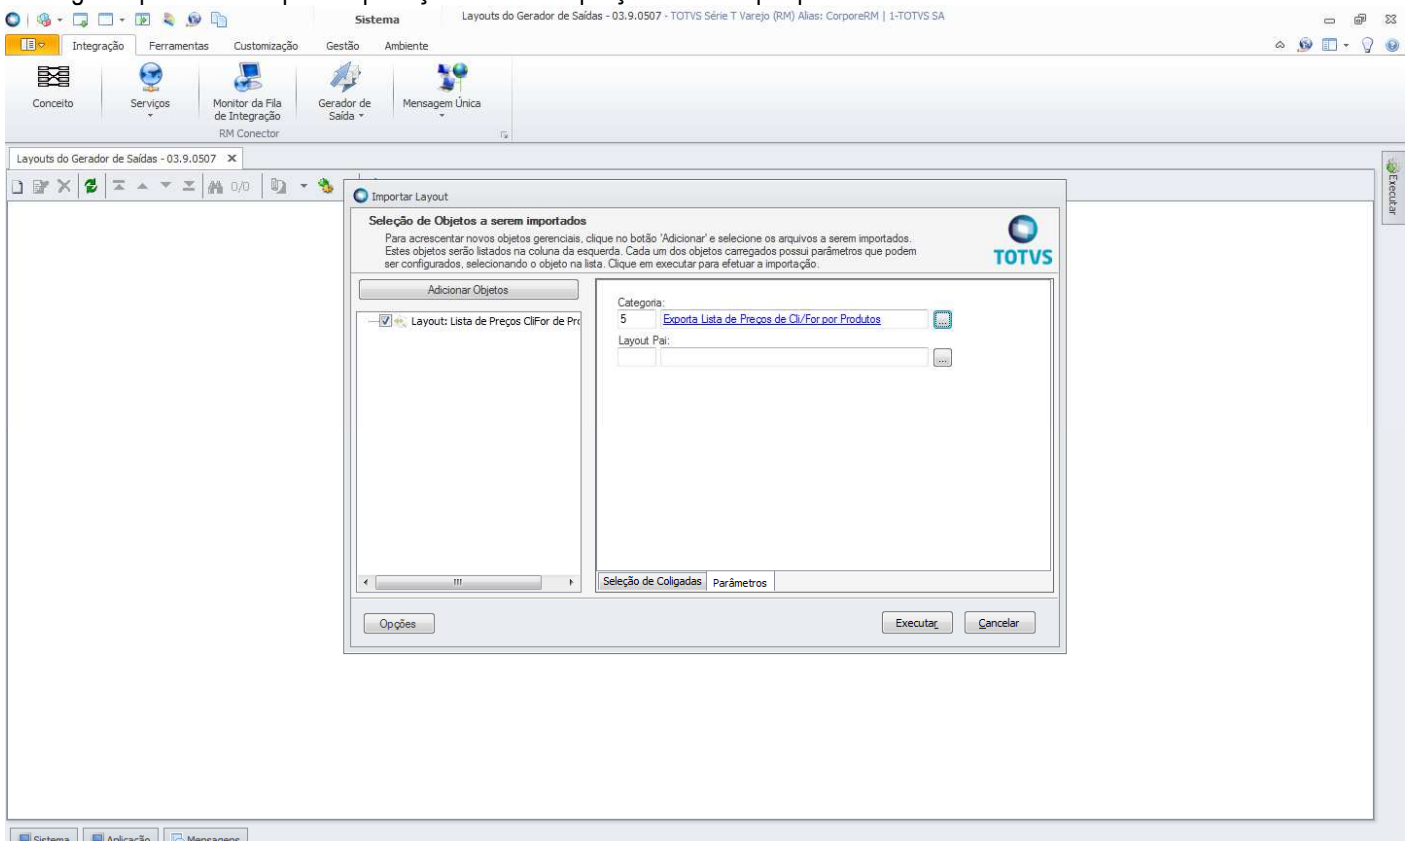 Sistema
Layouts do Gerador de Saídas - 03.9.0507 - TOTVS Série T Varejo (RM) Alias: CorporeRM | 1-TOTVS SA
Integração Ferramentas Customização Gestão Ambiente
Conceito
Serviços
Monitor da Fila
de Integração
Gerador de
Saída
Mensagem Única
RM Conector
Layouts do Gerador de Saídas - 03.9.0507 X
0/0
Executar
Importar Layout
Seleção de Objetos a serem importados
Para acrescentar novos objetos gerenciais, clique no botão 'Adicionar' e selecione os arquivos a serem importados.
Estes objetos serão listados na coluna da esquerda. Cada um dos objetos carregados possui parâmetros que podem
ser configurados, selecionando o objeto na lista. Clique em executar para efetuar a importação.
TOTVS
Adicionar Objetos
Layout: Lista de Preços CliFor de Pro
Categoria:
5 Exporta Lista de Preços de Cli/For por Produtos ...
Layout Pai:
...
Seleção de Coligadas Parâmetros
Opções
Executar Cancelar
Sistema Aplicação Mensagens